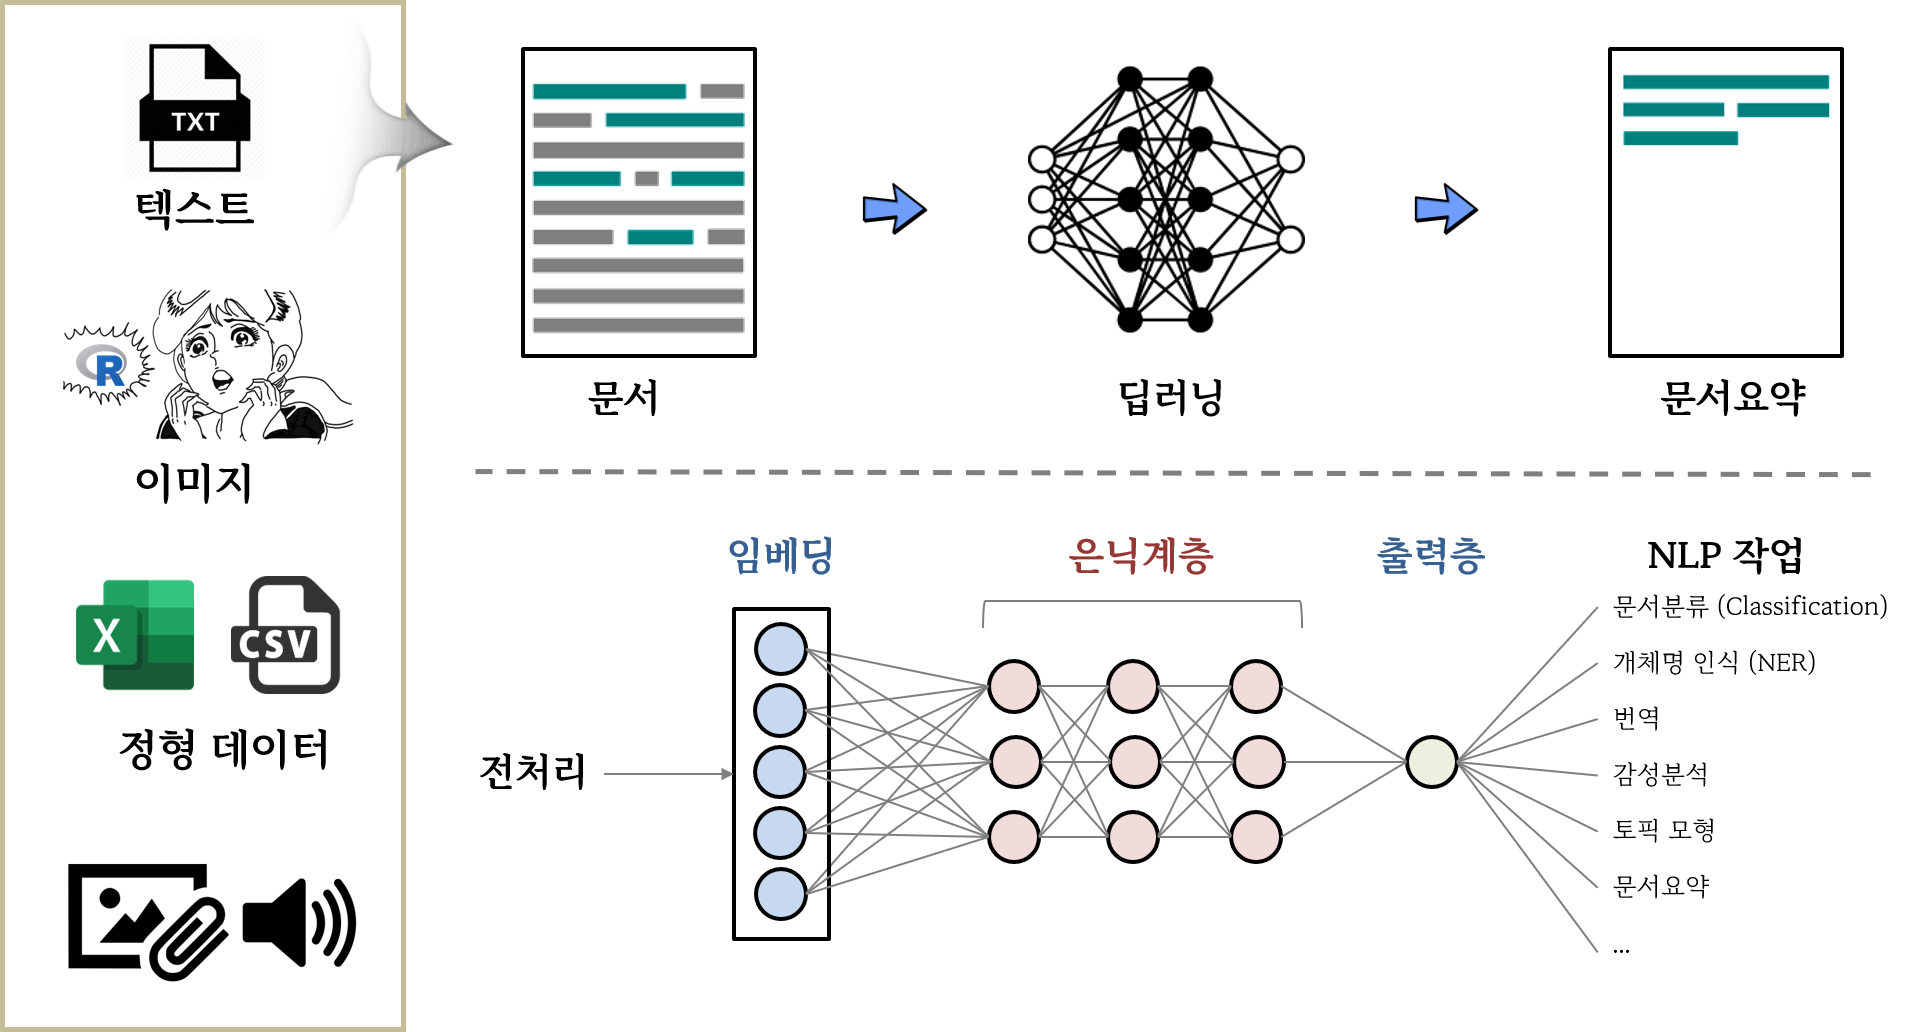 TXT
텍스트
R
이미지
X
CSV
정형 데이터
문서
딥러닝
문서요약
임베딩
은닉계층
출력층
NLP 작업
전처리
문서분류 (Classification)
개체명 인식 (NER)
번역
감성분석
토픽 모형
문서요약
...